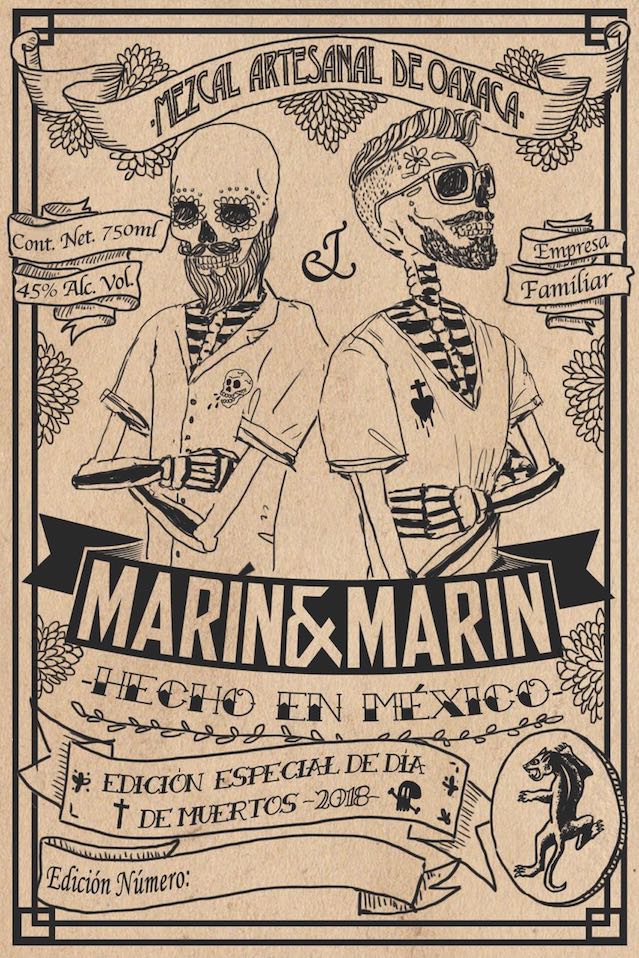 ·MEZCAL ARTESANAL DE OAXACA·
Cont. Net. 750ml
45% Alc. Vol.
Empresa
Familiar
MARÍN&MARIN
-HECHO EN MÉXICO-
EDICIÓN ESPECIAL DE DÍA
DE MUERTOS -2018-
Edición Número: